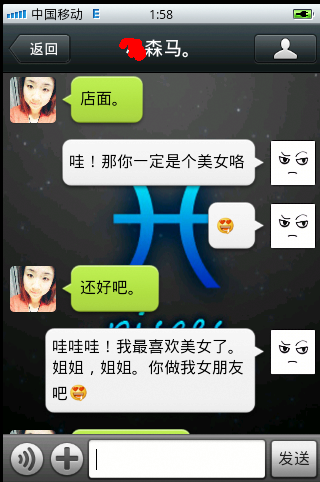 中国移动 E 1:58
返回 森马。
店面。
哇！那你一定是个美女咯
还好吧。
哇哇哇！我最喜欢美女了。
姐姐，姐姐。你做我女朋友
吧
发送